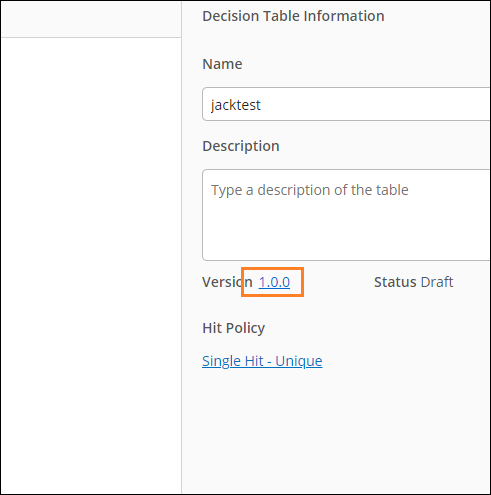 Decision Table Information
Name
jacktest
Description
Type a description of the table
Version 1.0.0 Status Draft
Hit Policy
Single Hit - Unique